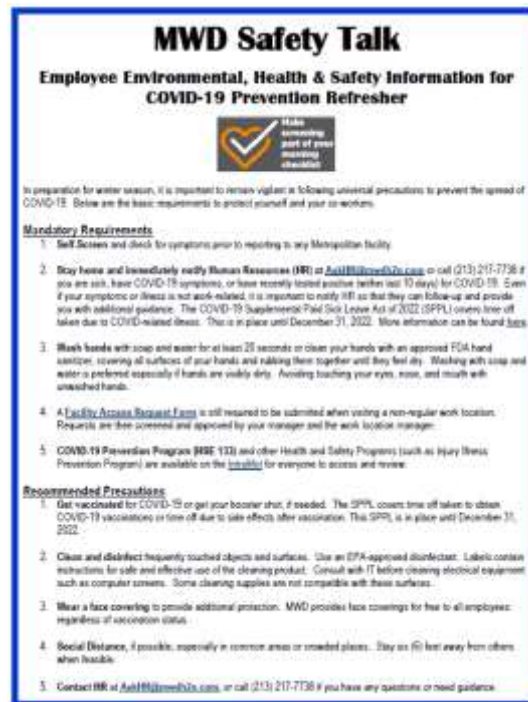 MWD Safety Talk
Employee Environmental, Health & Safety Information for
COVID-19 Prevention Refresher
Make
screening
part of your
morning
checklist
In preparation for winter season, it is important to remain vigilant in following universal precautions to prevent the spread of
COVID-19. Below are the basic requirements to protect yourself and your co-workers.
Mandatory Requirements
1. Self-Screen and check for symptoms prior to reporting to any Metropolitan facility.
2. Stay home and immediately notify Human Resources (HR) at AskHR@mwdh2o.com or call (213) 217-7738 if
you are sick, have COVID-19 symptoms, or have recently tested positive (within last 10 days) for COVID-19. Even
if your symptoms or illness is not work-related, it is important to notify HR so that they can follow-up and provide
you with additional guidance. The COVID-19 Supplemental Paid Sick Leave Act of 2022 (SPPL) covers time off
taken due to COVID-related illness. This is in place until December 31, 2022. More information can be found here.
3. Wash hands with soap and water for at least 20 seconds or clean your hands with an approved FDA hand
sanitizer, covering all surfaces of your hands and rubbing them together until they feel dry. Washing with soap and
water is preferred especially if hands are visibly dirty. Avoiding touching your eyes, nose, and mouth with
unwashed hands.
4. A Facility Access Request Form is still required to be submitted when visiting a non-regular work location.
Requests are then screened and approved by your manager and the work location manager.
5. COVID-19 Prevention Program (HSE 133) and other Health and Safety Programs (such as Injury Illness
Prevention Program) are available on the IntraMet for everyone to access and review.
Recommended Precautions
1. Get vaccinated for COVID-19 or get your booster shot, if needed. The SPPL covers time off taken to obtain
COVID-19 vaccinations or time off due to side effects after vaccination. This SPPL is in place until December 31,
2022.
2. Clean and disinfect frequently touched objects and surfaces. Use an EPA-approved disinfectant. Labels contain
instructions for safe and effective use of the cleaning product. Consult with IT before cleaning electrical equipment
such as computer screens. Some cleaning supplies are not compatible with these surfaces.
3. Wear a face covering to provide additional protection. MWD provides face coverings for free to all employees
regardless of vaccination status.
4. Social Distance, if possible, especially in common areas or crowded places. Stay six (6) feet away from others
when feasible.
5. Contact HR at AskHR@mwdh2o.com, or call (213) 217-7738 if you have any questions or need guidance.